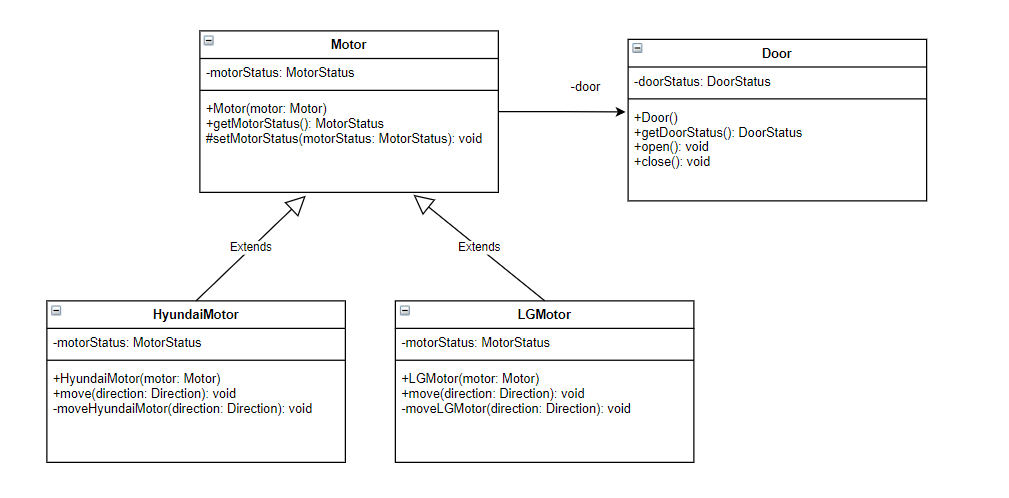 Motor
-motorStatus: MotorStatus
+Motor(motor: Motor)
+getMotorStatus(): MotorStatus
#setMotorStatus(motorStatus: MotorStatus): void
-door
Door
-doorStatus: DoorStatus
+Door()
+getDoorStatus(): DoorStatus
+open(): void
+close(): void
Extends
Extends
HyundaiMotor
-motorStatus: MotorStatus
+HyundaiMotor(motor: Motor)
+move(direction: Direction): void
-moveHyundaiMotor(direction: Direction): void
LGMotor
-motorStatus: MotorStatus
+LGMotor(motor: Motor)
+move(direction: Direction): void
-moveLGMotor(direction: Direction): void